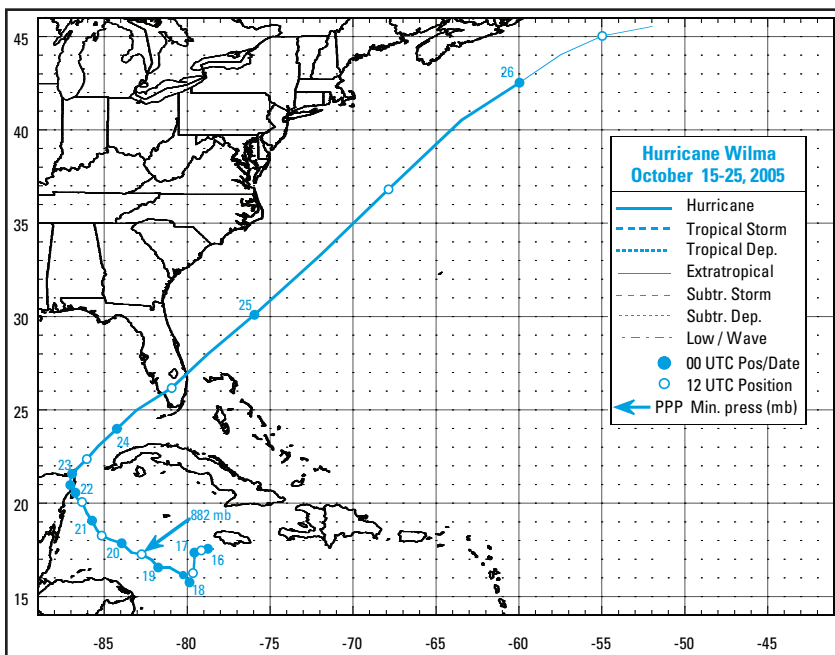 45
40
35
30
25
20
15
-85
-80
-75
-70
-65
-60
-55
-50
-45
Hurricane Wilma
October 15-25, 2005
Hurricane
Tropical Storm
Tropical Dep.
Extratropical
Subtr. Storm
Subtr. Dep.
Low / Wave
00 UTC Pos/Date
12 UTC Position
PPP Min. press (mb)
26
25
24
23
22
21
20
19
18
17
16
882 mb